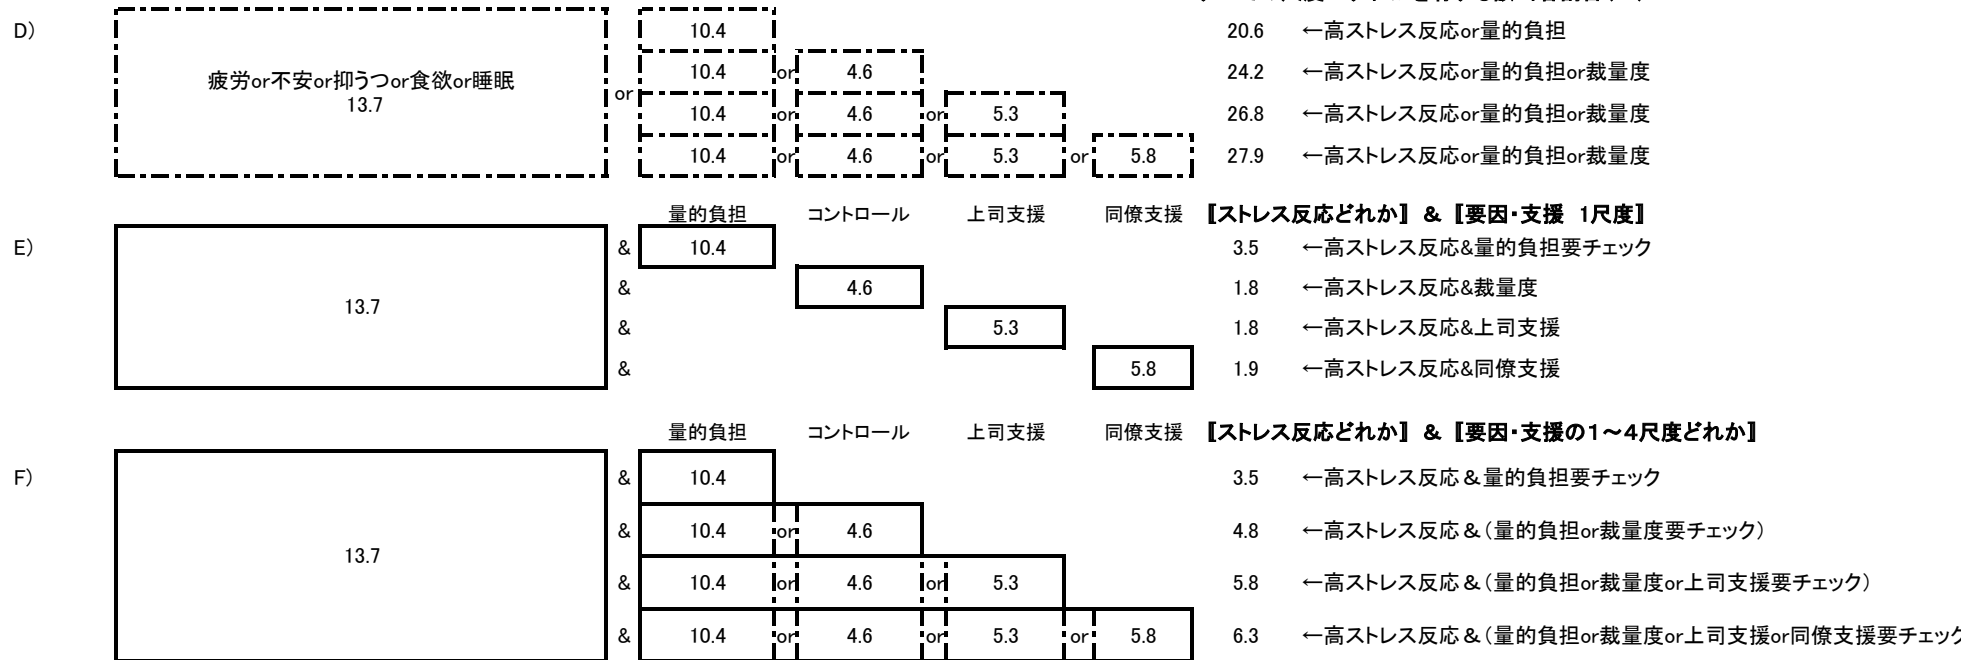 D) 10.4 20.6 ←高ストレス反応or量的負担
疲労or不安or抑うつor食欲or睡眠 10.4 or 4.6 24.2 ←高ストレス反応or量的負担or裁量度
13.7 or 10.4 or 4.6 or 5.3 26.8 ←高ストレス反応or量的負担or裁量度
10.4 or 4.6 or 5.3 or 5.8 27.9 ←高ストレス反応or量的負担or裁量度
量的負担 コントロール 上司支援 同僚支援 【ストレス反応どれか】 & 【要因・支援 1尺度】
E) & 10.4 3.5 ←高ストレス反応&量的負担要チェック
& 4.6 1.8 ←高ストレス反応&裁量度
13.7
& 5.3 1.8 ←高ストレス反応&上司支援
& 5.8 1.9 ←高ストレス反応&同僚支援
量的負担 コントロール 上司支援 同僚支援 【ストレス反応どれか】 & 【要因・支援の1~4尺度どれか】
F) & 10.4 3.5 ←高ストレス反応&量的負担要チェック
& 10.4 or 4.6 4.8 ←高ストレス反応&(量的負担or裁量度要チェック)
13.7
& 10.4 or 4.6 or 5.3 5.8 ←高ストレス反応&(量的負担or裁量度or上司支援要チェック)
& 10.4 or 4.6 or 5.3 or 5.8 6.3 ←高ストレス反応&(量的負担or裁量度or上司支援or同僚支援要チェック